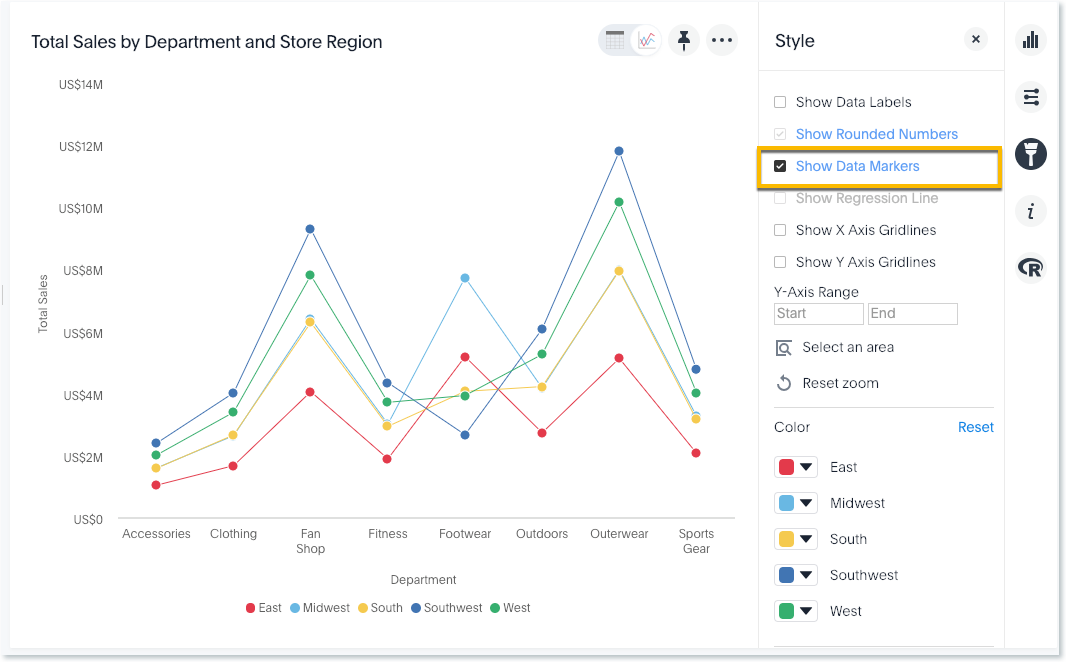 Total Sales by Department and Store Region
US$14M
US$12M
US$10M
US$8M
US$6M
US$4M
US$2M
US$0
Total Sales
Accessories
Clothing
Fan
Shop
Fitness
Footwear
Outdoors
Outerwear
Sports
Gear
Department
East
Midwest
South
Southwest
West
Style
Show Data Labels
Show Rounded Numbers
Show Data Markers
Show Regression Line
Show X Axis Gridlines
Show Y Axis Gridlines
Y-Axis Range
Start
End
Select an area
Reset zoom
Color
Reset
East
Midwest
South
Southwest
West
i
R